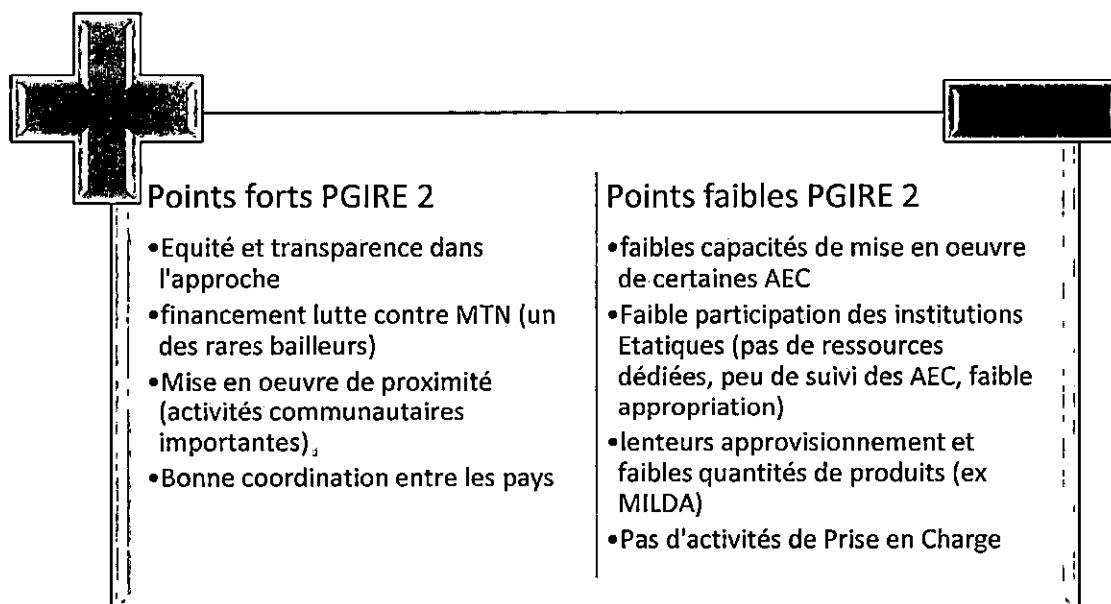 Points forts PGIRE 2
•Equité et transparence dans
l'approche
•financement lutte contre MTN (un
des rares bailleurs)
•Mise en oeuvre de proximité
(activités communautaires
importantes)
•Bonne coordination entre les pays
Points faibles PGIRE 2
•faibles capacités de mise en oeuvre
de certaines AEC
•Faible participation des institutions
Etatiques (pas de ressources
dédiées, peu de suivi des AEC, faible
appropriation)
•lenteurs approvisionnement et
faibles quantités de produits (ex
MILDA)
•Pas d'activités de Prise en Charge